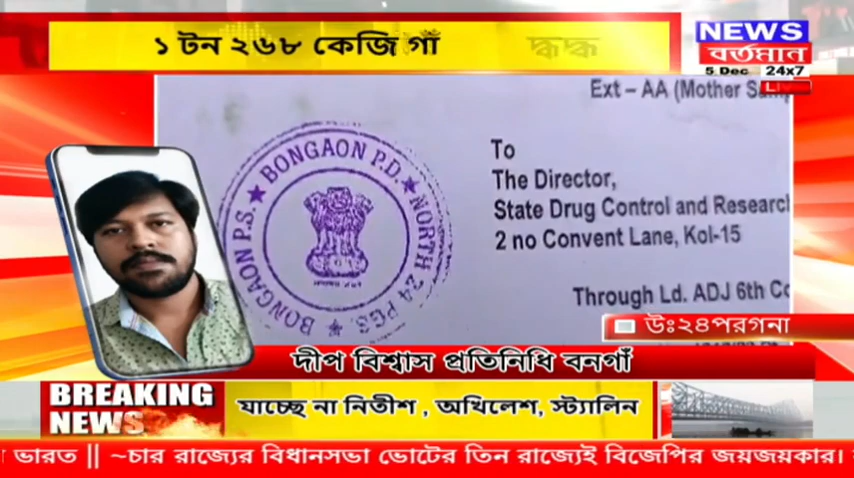 ১ টন ২৬৮ কেজি গাঁ
NEWS
বর্তমান
5 Dec 24x7
Ext – AA (Mother
To
The Director,
State Drug Control and Research
2 no Convent Lane, Kol-15
Through Ld. ADJ 6th
BONGAON P.S. ★ BONGAON P.D. ★ NORTH 24 PGS. ★
উঃ২৪পরগনা
দীপ বিশ্বাস প্রতিনিধি বনগাঁ
BREAKING
NEWS
যাচ্ছে না নিতীশ , অখিলেশ, স্ট্যালিন
ভারত || ~চার রাজ্যের বিধানসভা ভোটের তিন রাজ্যেই বিজেপির জয়জয়কার।